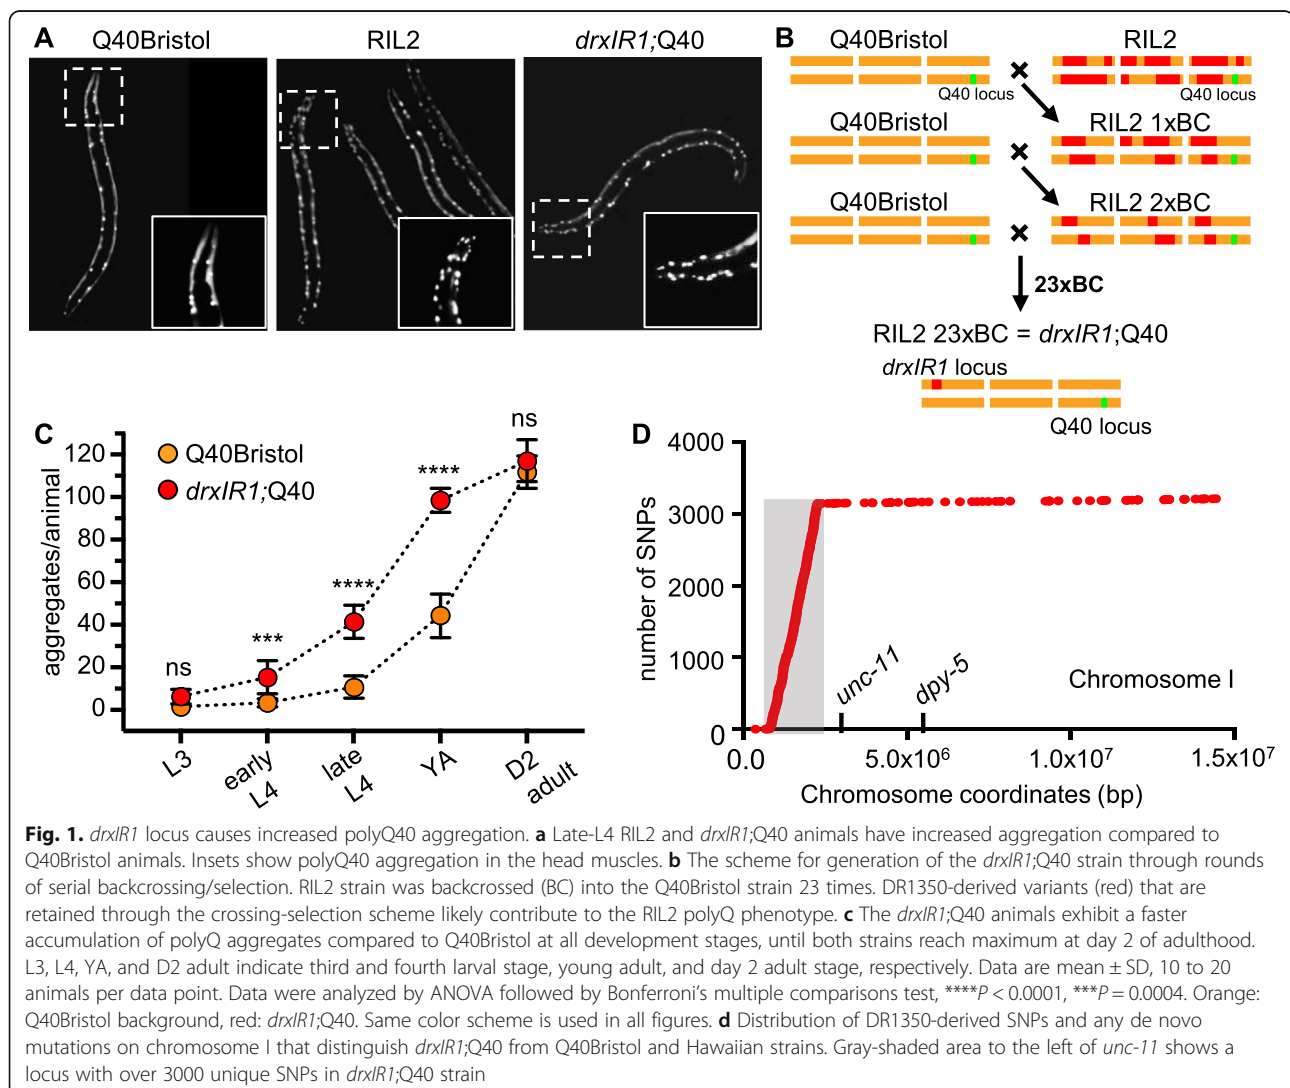 A
Q40Bristol
RIL2
drxIR1;Q40
B
Q40Bristol
RIL2
Q40 locus
Q40 locus
Q40Bristol
RIL2 1xBC
Q40Bristol
RIL2 2xBC
23xBC
RIL2 23xBC = drxIR1;Q40
drxIR1 locus
Q40 locus
C
Q40Bristol
drxIR1;Q40
aggregates/animal
120
100
80
60
40
20
0
ns
***
****
****
ns
L3
early L4
late L4
YA
D2 adult
D
number of SNPs
4000
3000
2000
1000
0
unc-11
dpy-5
Chromosome I
0.0
5.0x10⁶
1.0x10⁷
1.5x10⁷
Chromosome coordinates (bp)
Fig. 1. drxIR1 locus causes increased polyQ40 aggregation. a Late-L4 RIL2 and drxIR1;Q40 animals have increased aggregation compared to
Q40Bristol animals. Insets show polyQ40 aggregation in the head muscles. b The scheme for generation of the drxIR1;Q40 strain through rounds
of serial backcrossing/selection. RIL2 strain was backcrossed (BC) into the Q40Bristol strain 23 times. DR1350-derived variants (red) that are
retained through the crossing-selection scheme likely contribute to the RIL2 polyQ phenotype. c The drxIR1;Q40 animals exhibit a faster
accumulation of polyQ aggregates compared to Q40Bristol at all development stages, until both strains reach maximum at day 2 of adulthood.
L3, L4, YA, and D2 adult indicate third and fourth larval stage, young adult, and day 2 adult stage, respectively. Data are mean ± SD, 10 to 20
animals per data point. Data were analyzed by ANOVA followed by Bonferroni's multiple comparisons test, ****P < 0.0001, ***P = 0.0004. Orange:
Q40Bristol background, red: drxIR1;Q40. Same color scheme is used in all figures. d Distribution of DR1350-derived SNPs and any de novo
mutations on chromosome I that distinguish drxIR1;Q40 from Q40Bristol and Hawaiian strains. Gray-shaded area to the left of unc-11 shows a
locus with over 3000 unique SNPs in drxIR1;Q40 strain